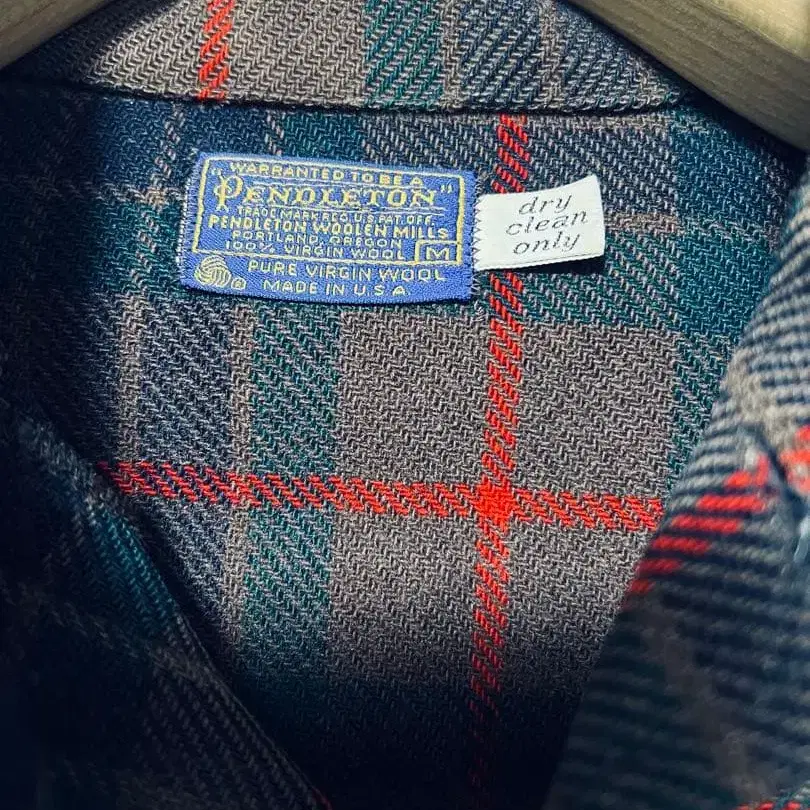 WARRANTED TO BE A
"PENDLETON"
TRADE MARK REG. U.S. PAT. OFF.
PENDLETON WOOLEN MILLS
PORTLAND, OREGON
100% VIRGIN WOOL M
PURE VIRGIN WOOL
®
MADE IN U.S.A.
dry
clean
only